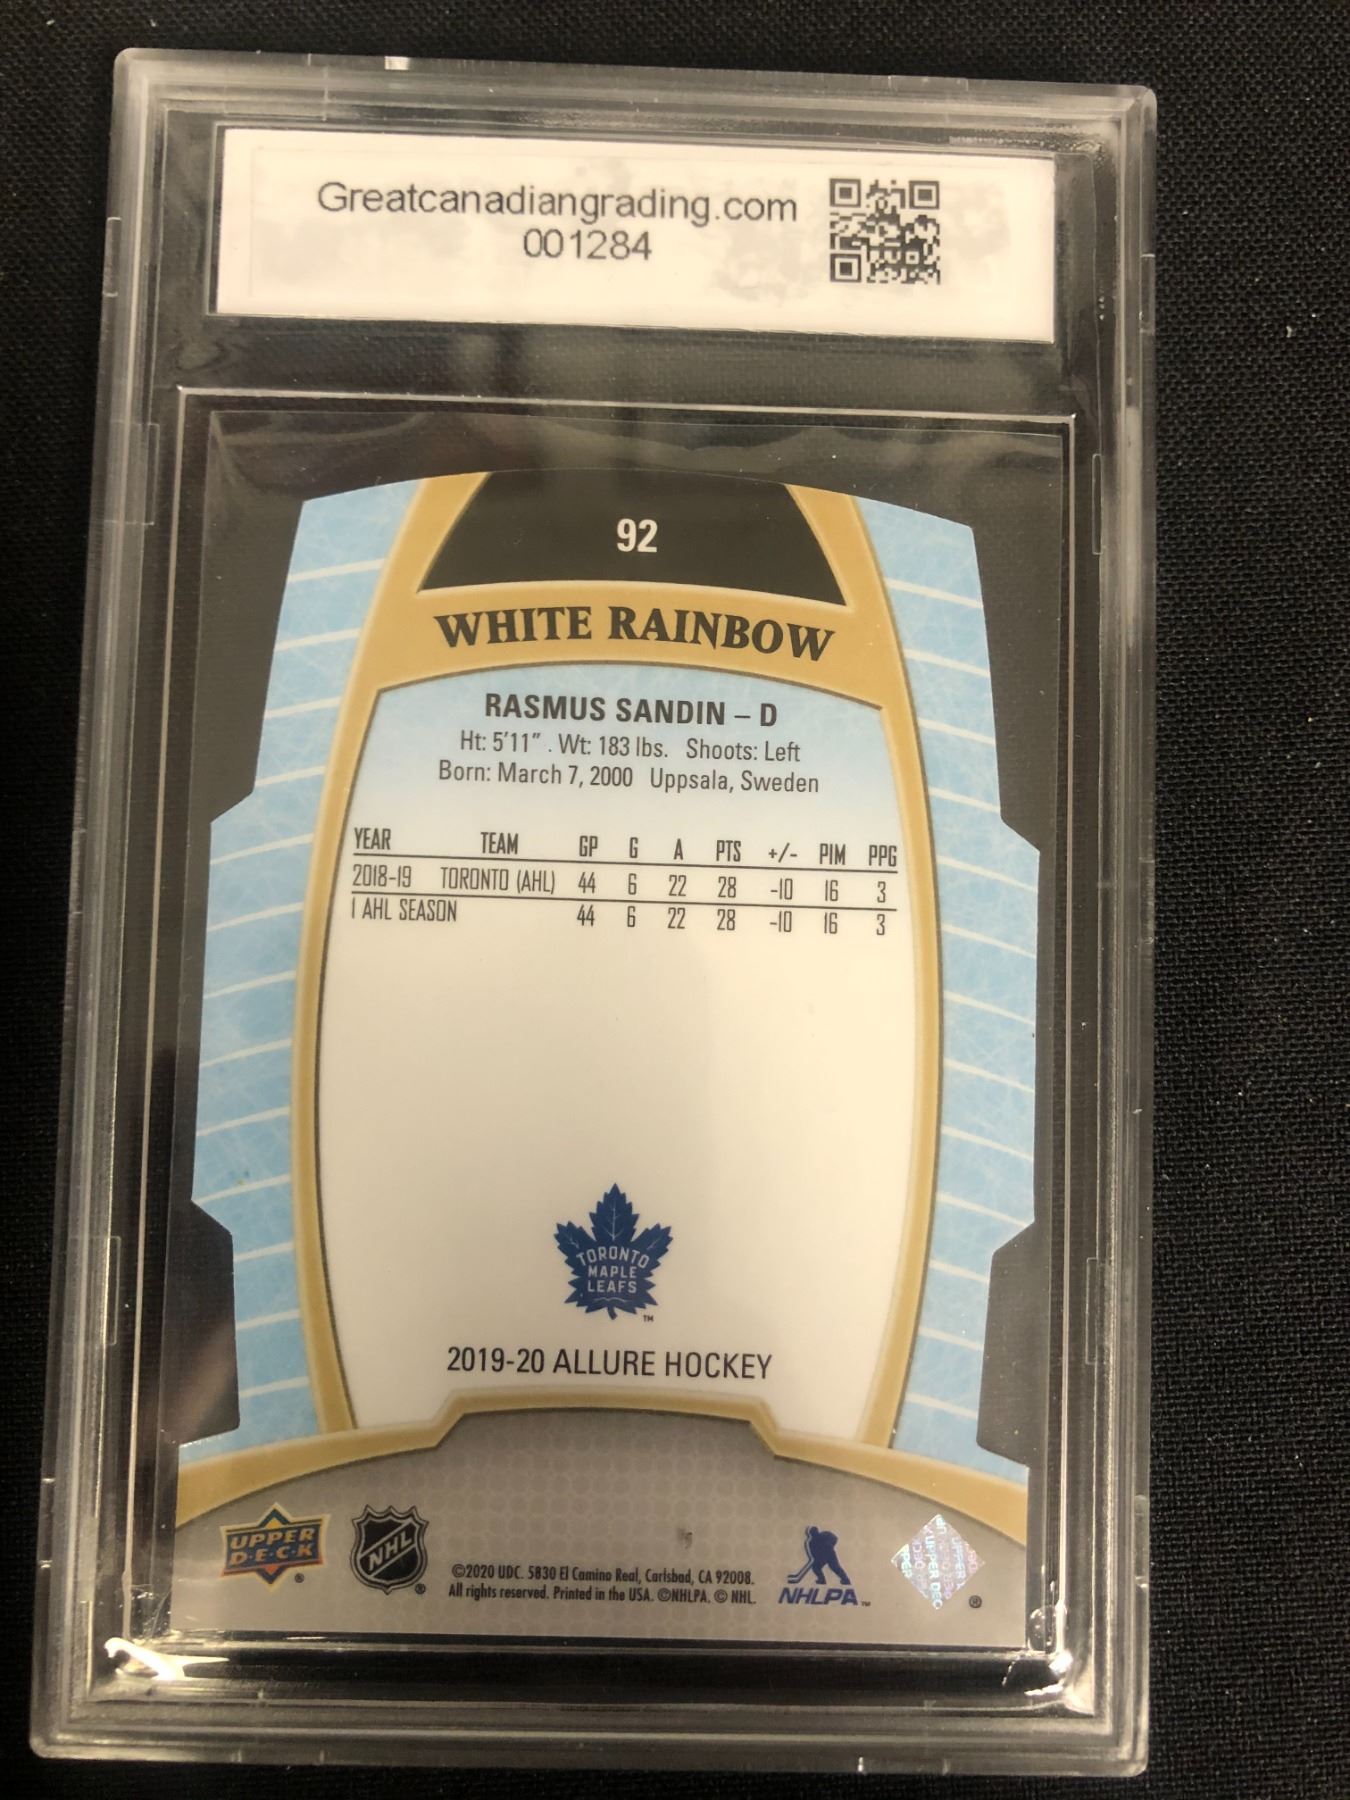 Greatcanadiangrading.com
001284
92
WHITE RAINBOW
RASMUS SANDIN – D
Ht: 5'11" . Wt: 183 lbs. Shoots: Left
Born: March 7, 2000 Uppsala, Sweden
YEAR TEAM GP G A PTS +/- PIM PPG
2018-19 TORONTO (AHL) 44 6 22 28 -10 16 3
1 AHL SEASON 44 6 22 28 -10 16 3
TORONTO
MAPLE
LEAFS
TM
2019-20 ALLURE HOCKEY
UPPER
D·E·C·K
®
NHL
®
©2020 UDC. 5830 El Camino Real, Carlsbad, CA 92008.
All rights reserved. Printed in the USA. ©NHLPA. © NHL.
NHLPA
TM
UPPER DEC
®